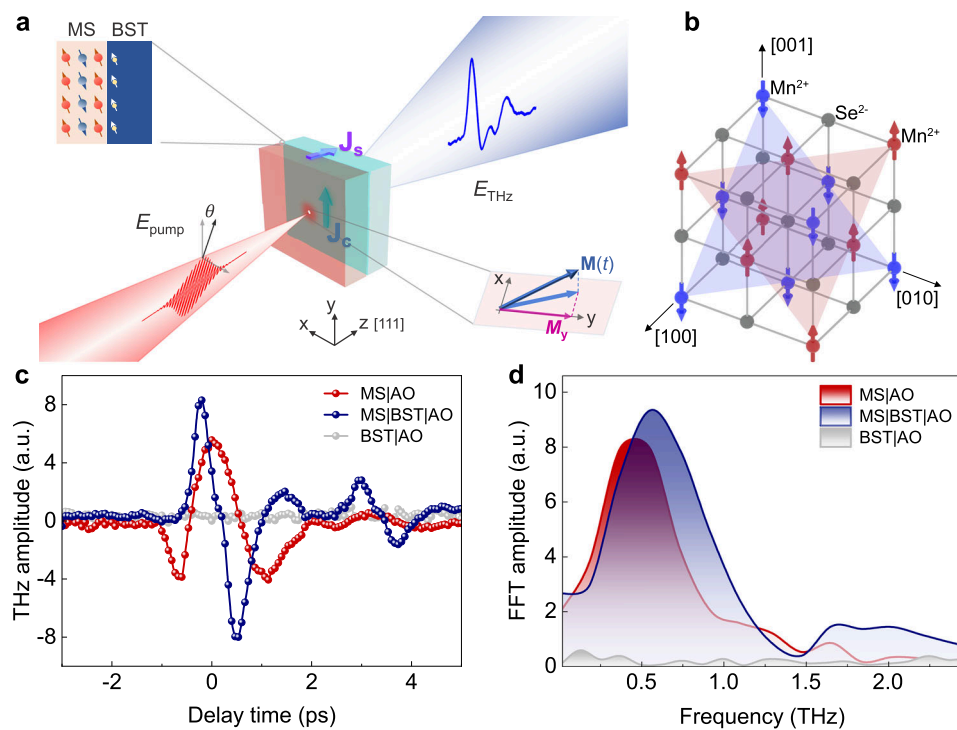 a
MS BST
J_s
J_c
E_pump
θ
E_THz
x
y
z [111]
x
M(t)
M_y
y
b
[001]
Mn²⁺
Se²⁻
Mn²⁺
[010]
[100]
c
THz amplitude (a.u.)
8
4
0
-4
-8
MS|AO
MS|BST|AO
BST|AO
-2 0 2 4
Delay time (ps)
d
FFT amplitude (a.u.)
10
8
6
4
2
0
MS|AO
MS|BST|AO
BST|AO
0.5 1.0 1.5 2.0
Frequency (THz)